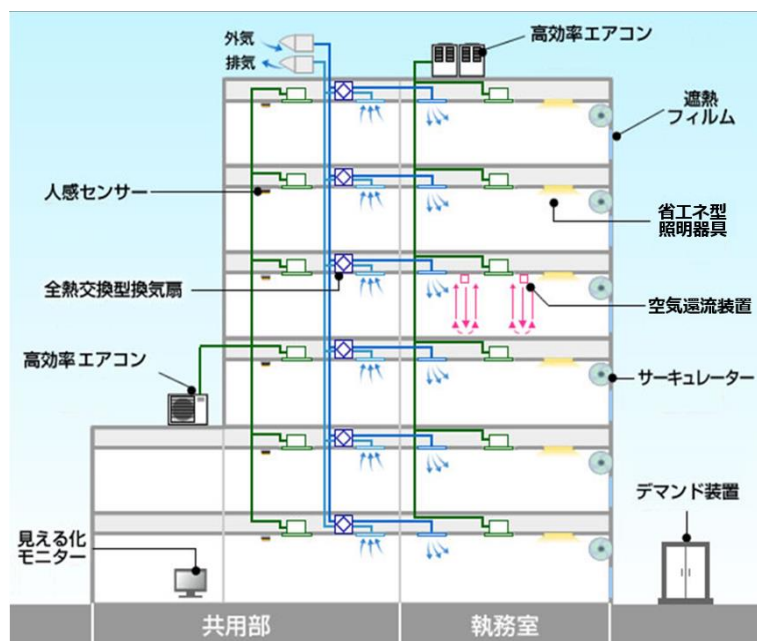 外気
排気
高効率エアコン
遮熱
フィルム
人感センサー
省エネ型
照明器具
全熱交換型換気扇
空気還流装置
高効率エアコン
サーキュレーター
デマンド装置
見える化
モニター
共用部
執務室